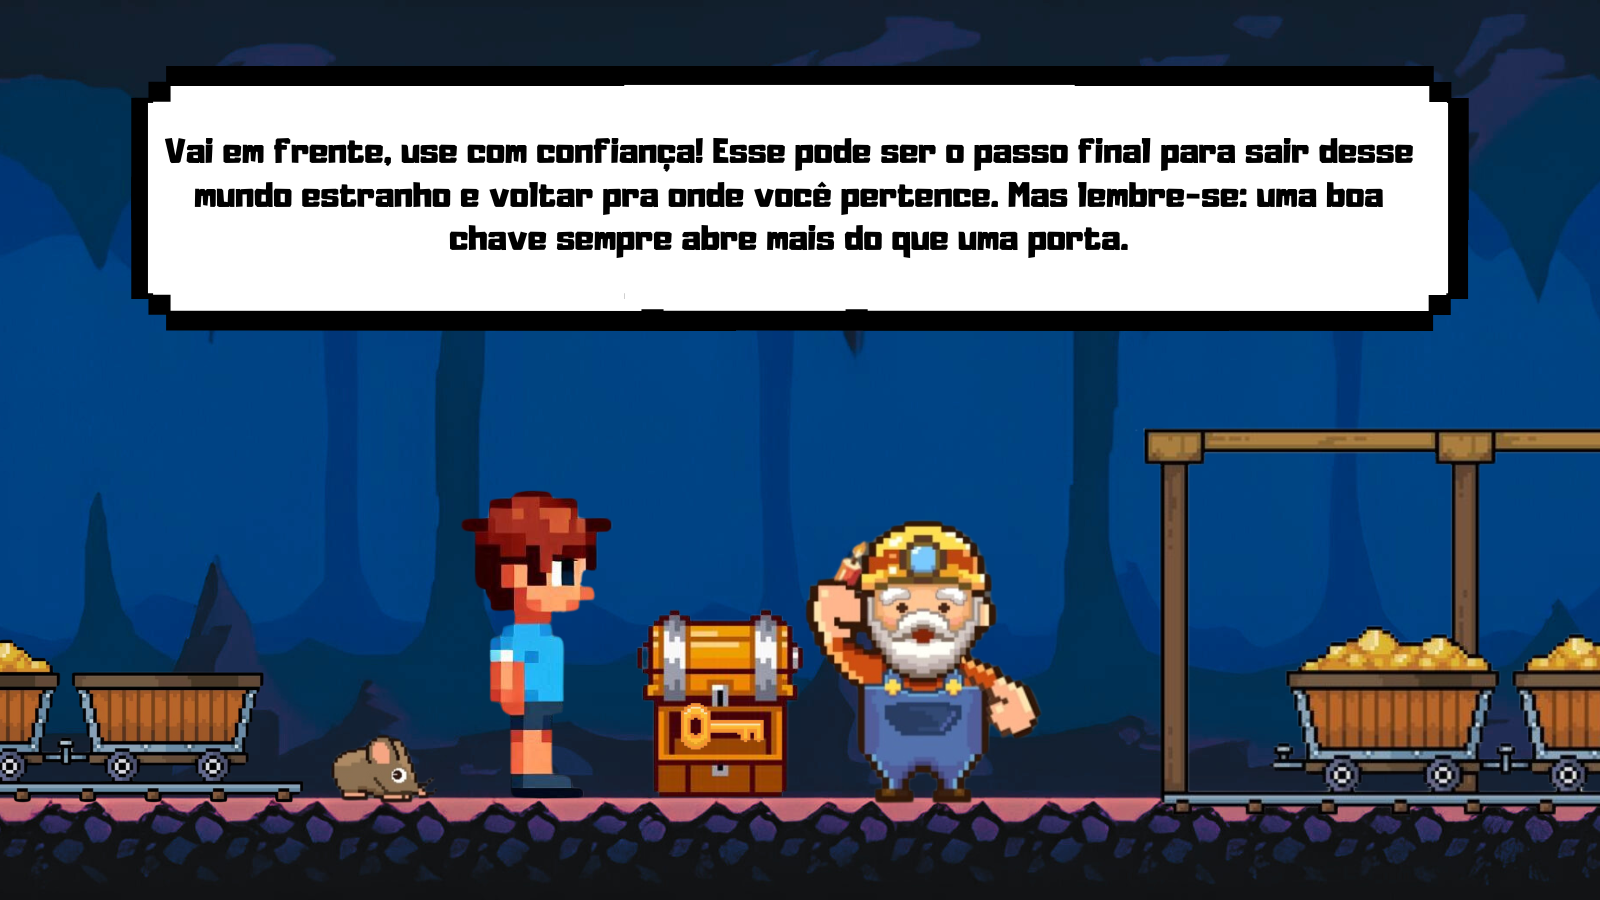 Vai em frente, use com confiança! Esse pode ser o passo final para sair desse
mundo estranho e voltar pra onde você pertence. Mas lembre-se: uma boa
chave sempre abre mais do que uma porta.